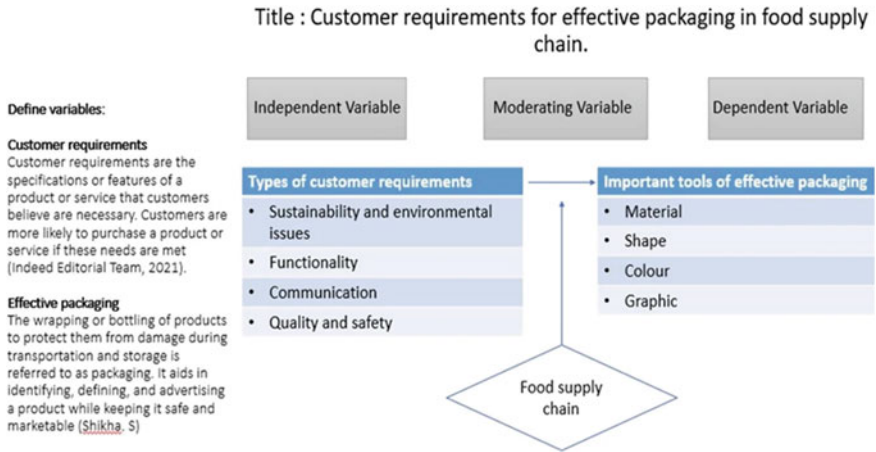 Title : Customer requirements for effective packaging in food supply
chain.
Define variables:
Customer requirements
Customer requirements are the
specifications or features of a
product or service that customers
believe are necessary. Customers are
more likely to purchase a product or
service if these needs are met
(Indeed Editorial Team, 2021).
Effective packaging
The wrapping or bottling of products
to protect them from damage during
transportation and storage is
referred to as packaging. It aids in
identifying, defining, and advertising
a product while keeping it safe and
marketable (Shikha. S)
Independent Variable
Moderating Variable
Dependent Variable
Types of customer requirements
• Sustainability and environmental
issues
• Functionality
• Communication
• Quality and safety
Important tools of effective packaging
• Material
• Shape
• Colour
• Graphic
Food supply
chain